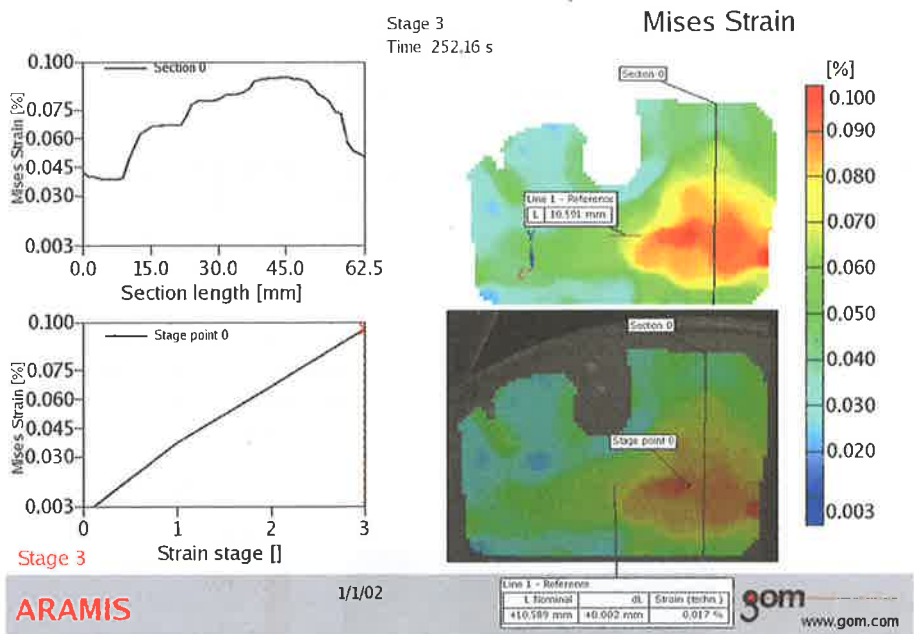 Stage 3
Time 252.16 s
Mises Strain
Section 0
0.100
0.075
0.060
0.045
0.030
0.003
Mises Strain [%]
0.0 15.0 30.0 45.0 62.5
Section length [mm]
Section 0
Line 1 - Reference
L 10.591 mm
Y
[%]
0.100
0.090
0.080
0.070
0.060
0.050
0.040
0.030
0.020
0.003
Stage point 0
0.100
0.075
0.060
0.045
0.030
0.003
Mises Strain [%]
0 1 2 3
Strain stage []
Section 0
Stage point 0
Stage 3
ARAMIS
1/1/02
Line 1 - Reference
L Nominal dL Strain (techn.)
+10.589 mm +0.002 mm 0.017 %
gom
www.gom.com